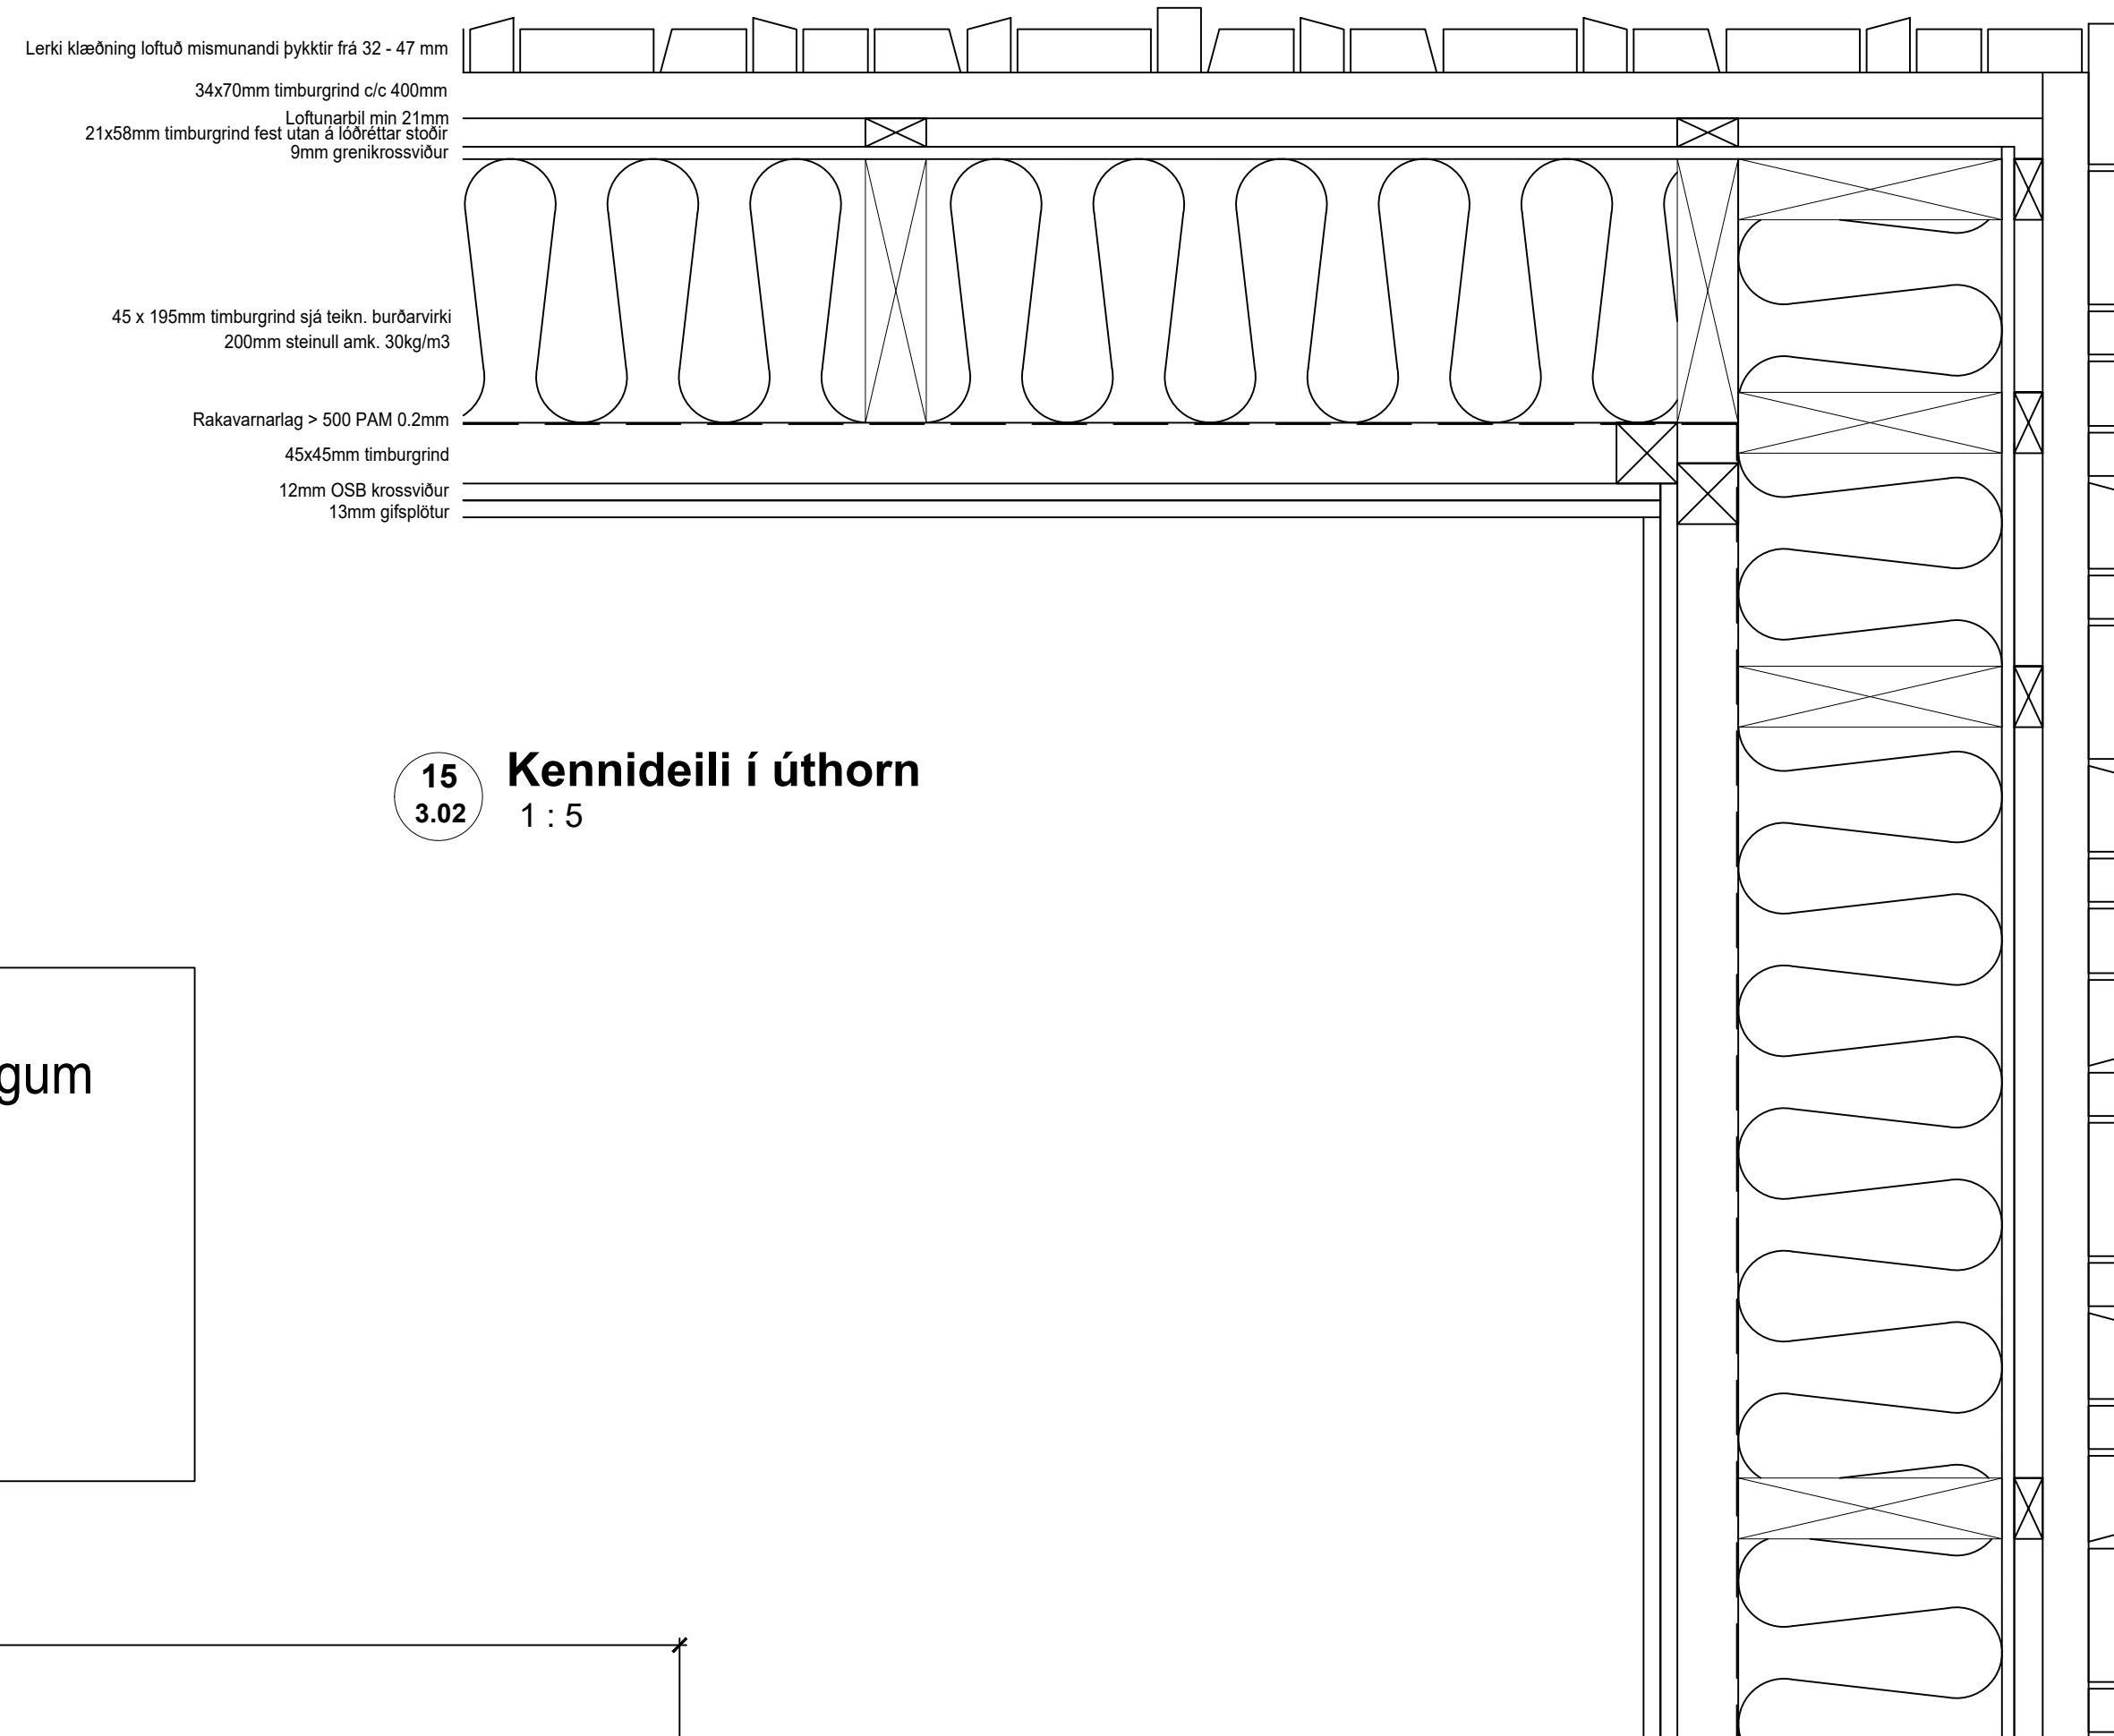 Lerki klæðning loftuð mismunandi þykktir frá 32 - 47 mm
34x70mm timburgrind c/c 400mm
Loftunarbil min 21mm
21x58mm timburgrind fest utan á lóðréttar stoðir
9mm grenikrossviður
45 x 195mm timburgrind sjá teikn. burðarvirki
200mm steinull amk. 30kg/m3
Rakavarnarlag > 500 PAM 0.2mm
45x45mm timburgrind
12mm OSB krossviður
13mm gifsplötur
15
3.02
Kennideili í úthorn
1 : 5
gum